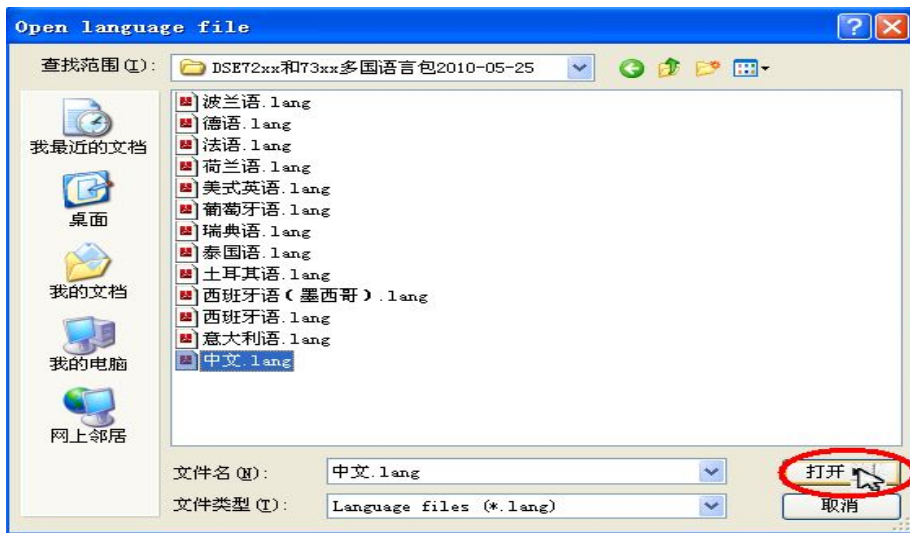 Open language file
查找范围(I):
DSE72xx和73xx多国语言包2010-05-25
波兰语.lang
德语.lang
法语.lang
荷兰语.lang
美式英语.lang
葡萄牙语.lang
瑞典语.lang
泰国语.lang
土耳其语.lang
西班牙语(墨西哥).lang
西班牙语.lang
意大利语.lang
中文.lang
我最近的文档
桌面
我的文档
我的电脑
网上邻居
文件名(N):
中文.lang
打开
文件类型(T):
Language files (*.lang)
取消